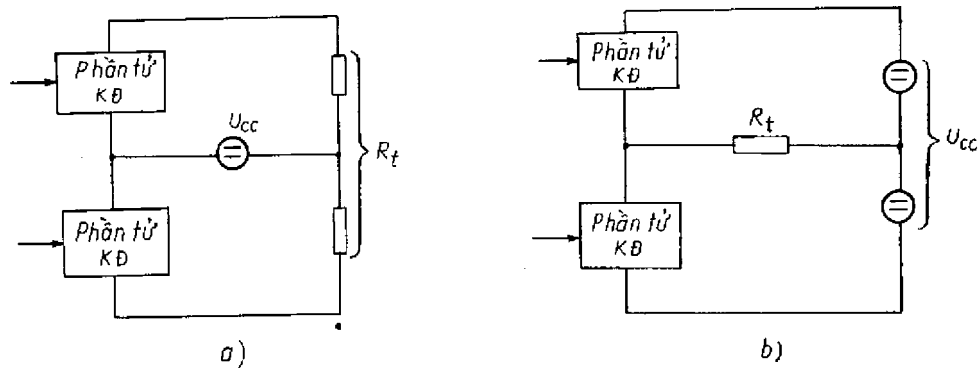 Phần tử
KĐ
Ucc
Rt
Phần tử
KĐ
a)
Phần tử
KĐ
Rt
Ucc
Phần tử
KĐ
b)